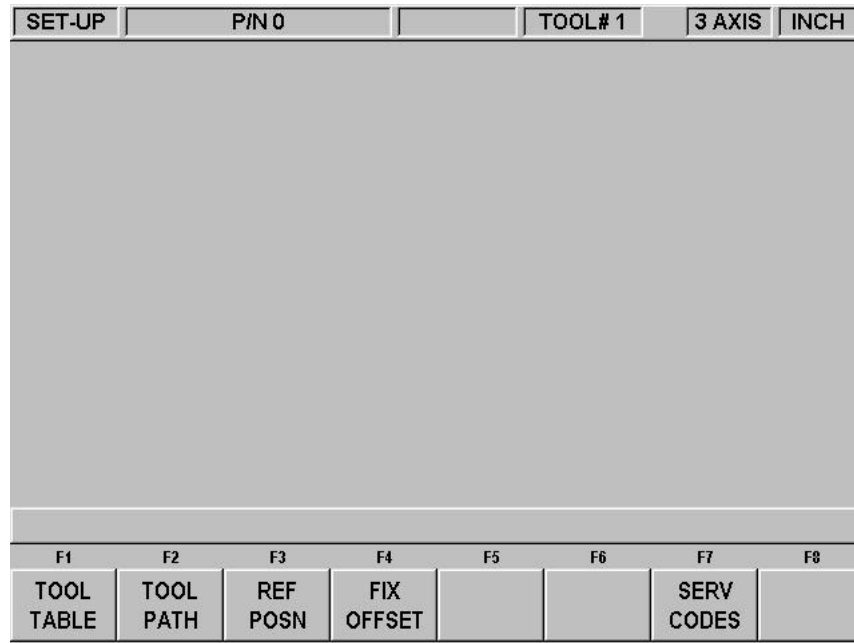 SET-UP P/N 0 TOOL# 1 3 AXIS INCH
F1 F2 F3 F4 F5 F6 F7 F8
TOOL TOOL REF FIX SERV
TABLE PATH POSN OFFSET CODES